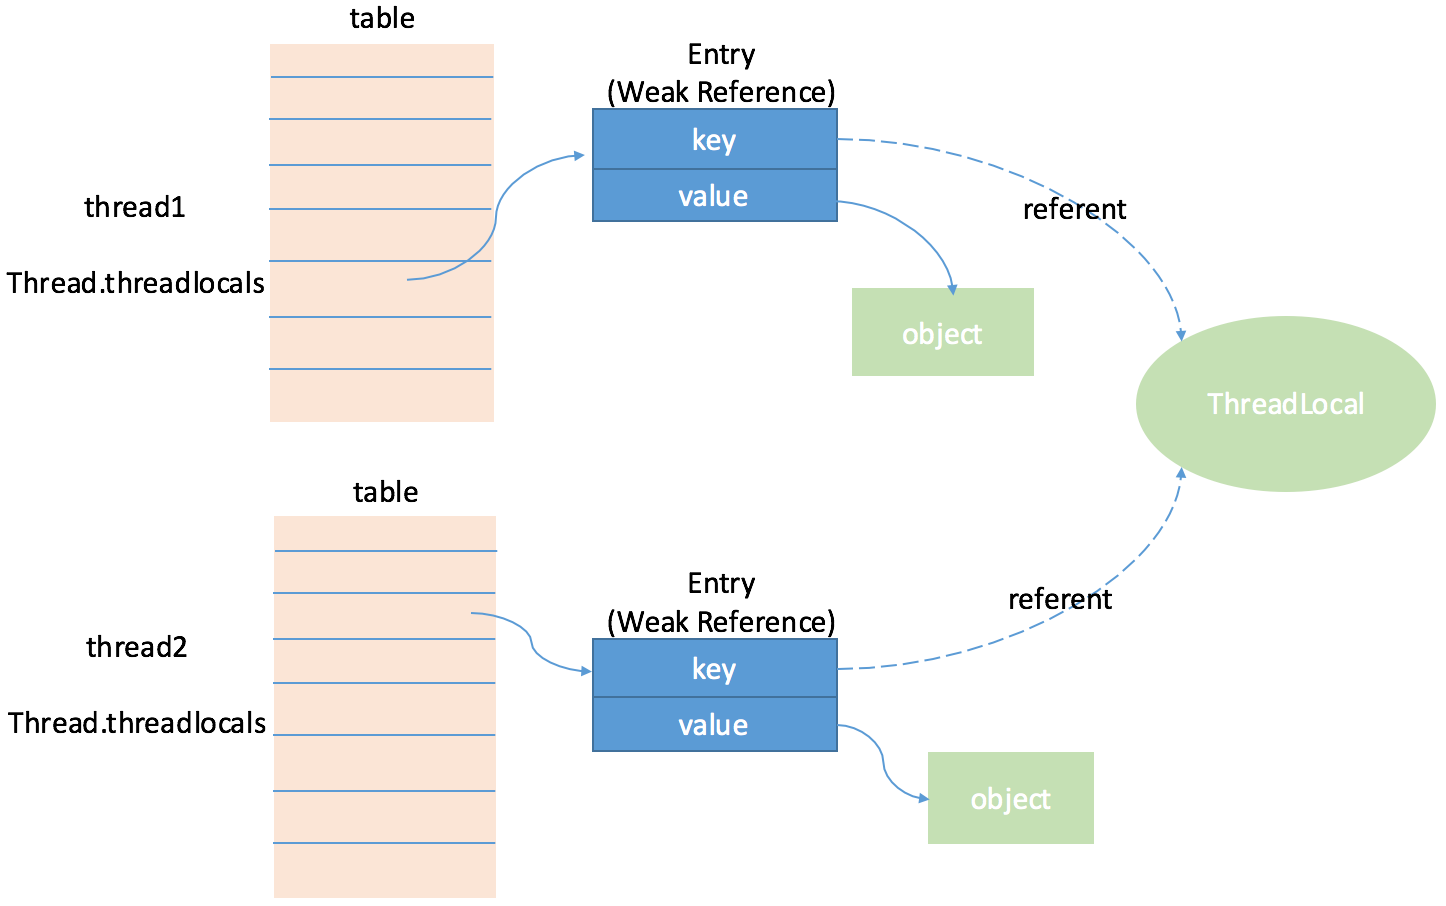 table
Entry
(Weak Reference)
key
value
thread1
referent
Thread.threadlocals
object
ThreadLocal
table
Entry
(Weak Reference)
referent
thread2
key
value
Thread.threadlocals
object